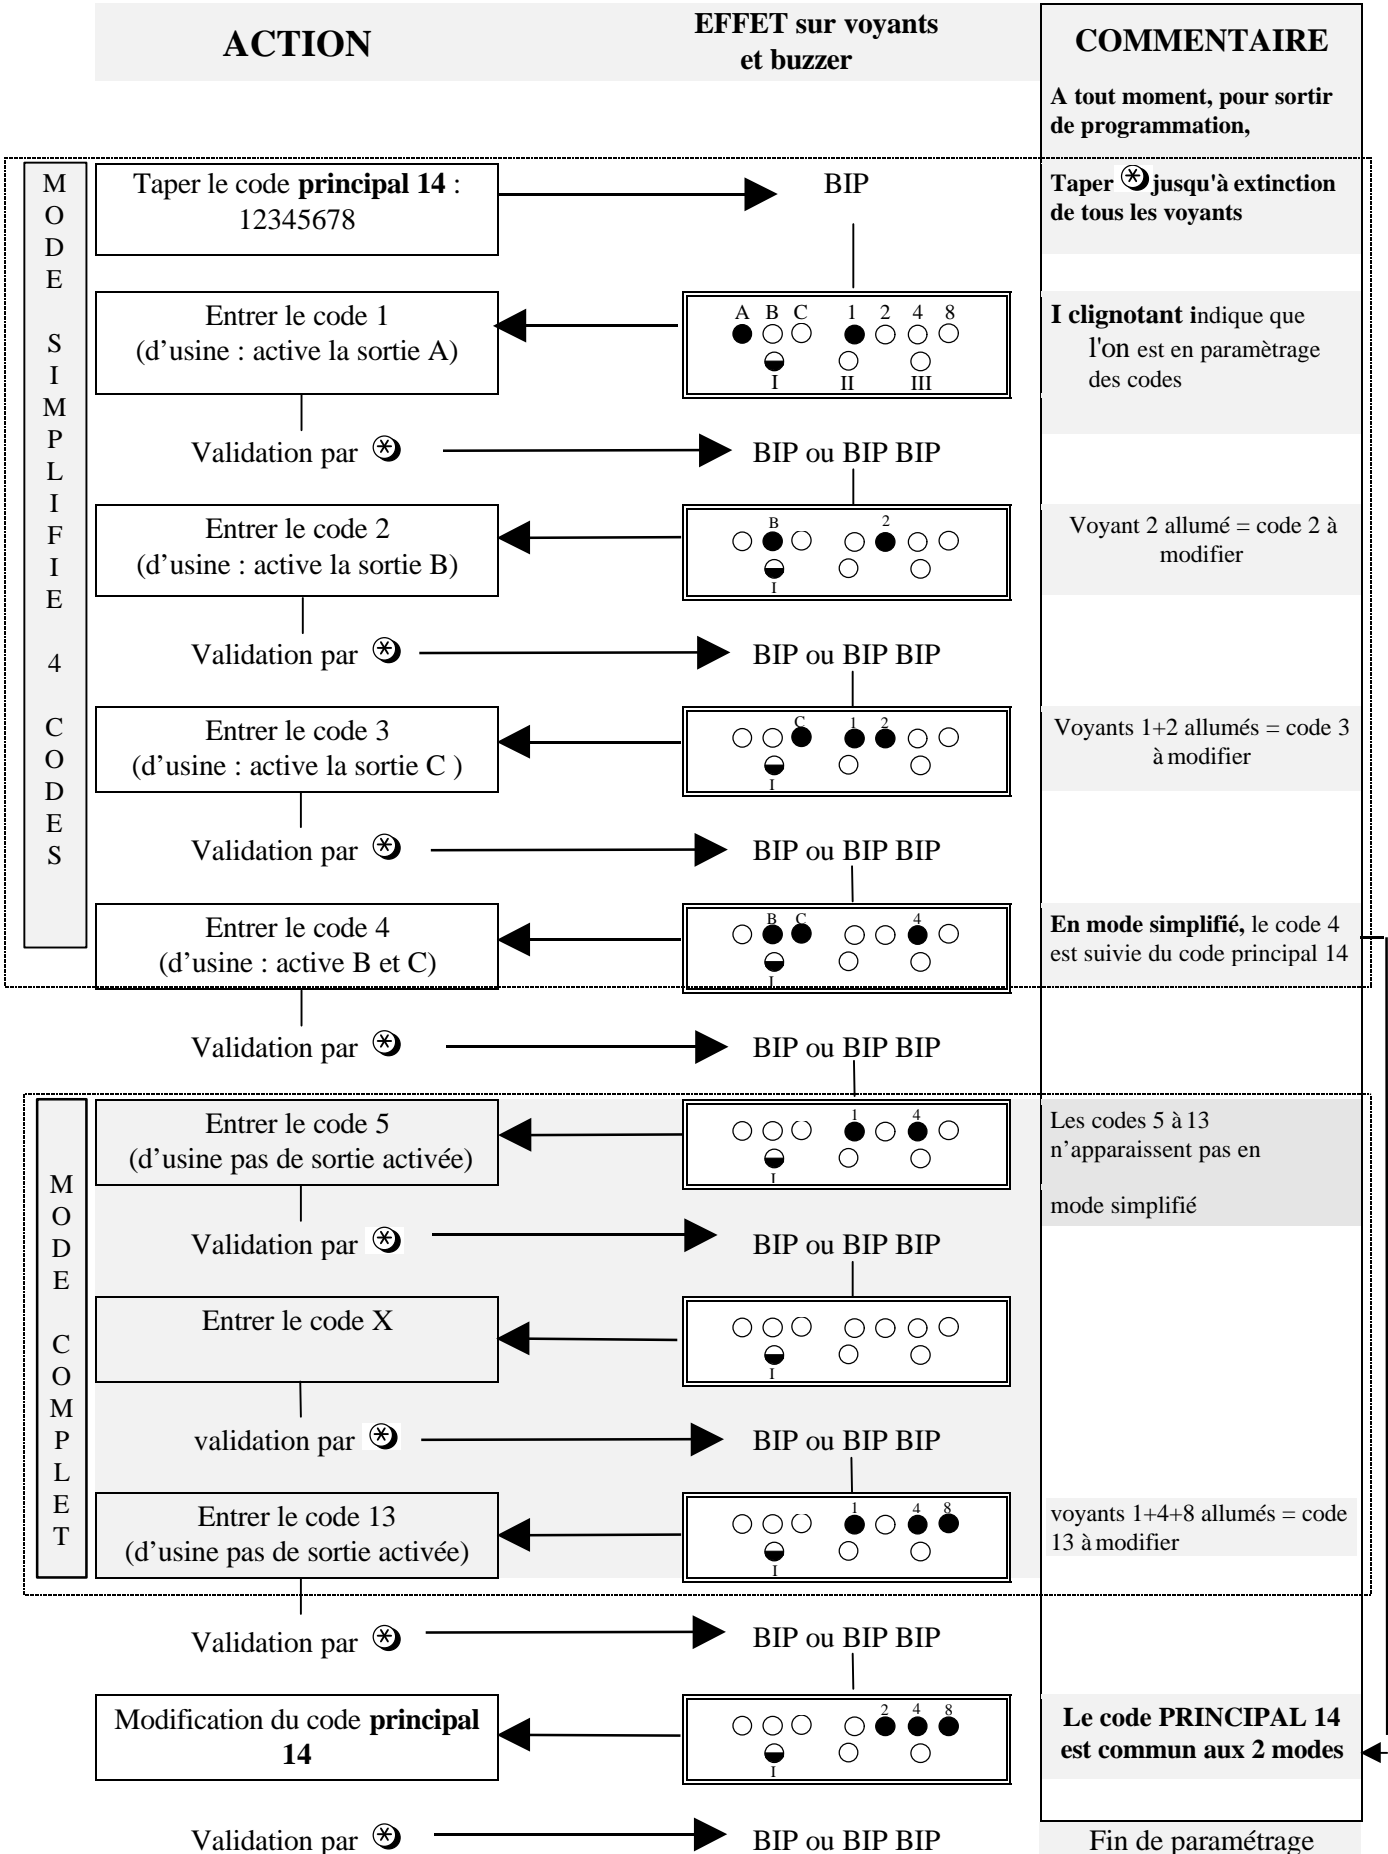 ACTION
EFFET sur voyants
et buzzer
COMMENTAIRE
A tout moment, pour sortir
de programmation,
MODE SIMPLIFIE 4 CODES
Taper le code principal 14 :
12345678
BIP
Taper jusqu'à extinction
de tous les voyants
Entrer le code 1
(d'usine : active la sortie A)
A B C 1 2 4 8
I II III
I clignotant indique que
l'on est en paramètrage
des codes
Validation par
BIP ou BIP BIP
Entrer le code 2
(d'usine : active la sortie B)
B 2
I
Voyant 2 allumé = code 2 à
modifier
Validation par
BIP ou BIP BIP
Entrer le code 3
(d'usine : active la sortie C )
C 1 2
I
Voyants 1+2 allumés = code 3
à modifier
Validation par
BIP ou BIP BIP
Entrer le code 4
(d'usine : active B et C)
B C 4
I
En mode simplifié, le code 4
est suivie du code principal 14
Validation par
BIP ou BIP BIP
MODE COMPLET
Entrer le code 5
(d'usine pas de sortie activée)
1 4
I
Les codes 5 à 13
n'apparaissent pas en
mode simplifié
Validation par
BIP ou BIP BIP
Entrer le code X
I
validation par
BIP ou BIP BIP
Entrer le code 13
(d'usine pas de sortie activée)
1 4 8
I
voyants 1+4+8 allumés = code
13 à modifier
Validation par
BIP ou BIP BIP
Modification du code principal
14
2 4 8
I
Le code PRINCIPAL 14
est commun aux 2 modes
Validation par
BIP ou BIP BIP
Fin de paramétrage